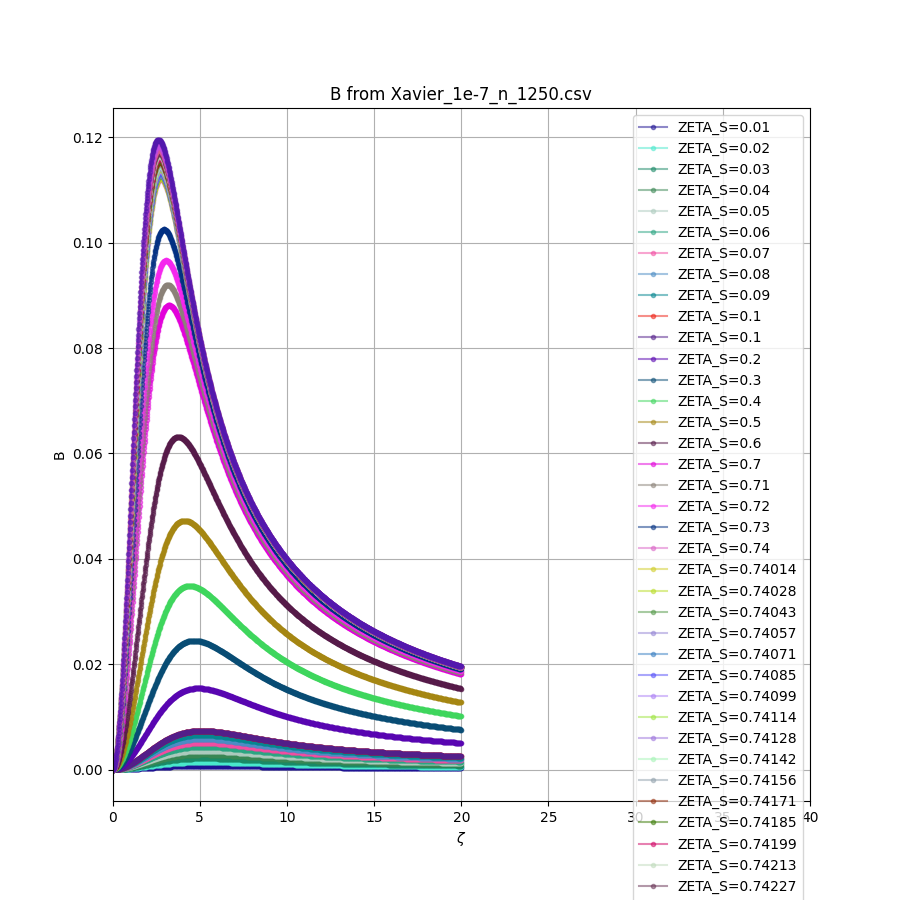 B from Xavier_1e-7_n_1250.csv
0.12
0.10
0.08
0.06
0.04
0.02
0.00
B
0 5 10 15 20 25 30 35 40
ζ
ZETA_S=0.01
ZETA_S=0.02
ZETA_S=0.03
ZETA_S=0.04
ZETA_S=0.05
ZETA_S=0.06
ZETA_S=0.07
ZETA_S=0.08
ZETA_S=0.09
ZETA_S=0.1
ZETA_S=0.1
ZETA_S=0.2
ZETA_S=0.3
ZETA_S=0.4
ZETA_S=0.5
ZETA_S=0.6
ZETA_S=0.7
ZETA_S=0.71
ZETA_S=0.72
ZETA_S=0.73
ZETA_S=0.74
ZETA_S=0.74014
ZETA_S=0.74028
ZETA_S=0.74043
ZETA_S=0.74057
ZETA_S=0.74071
ZETA_S=0.74085
ZETA_S=0.74099
ZETA_S=0.74114
ZETA_S=0.74128
ZETA_S=0.74142
ZETA_S=0.74156
ZETA_S=0.74171
ZETA_S=0.74185
ZETA_S=0.74199
ZETA_S=0.74213
ZETA_S=0.74227